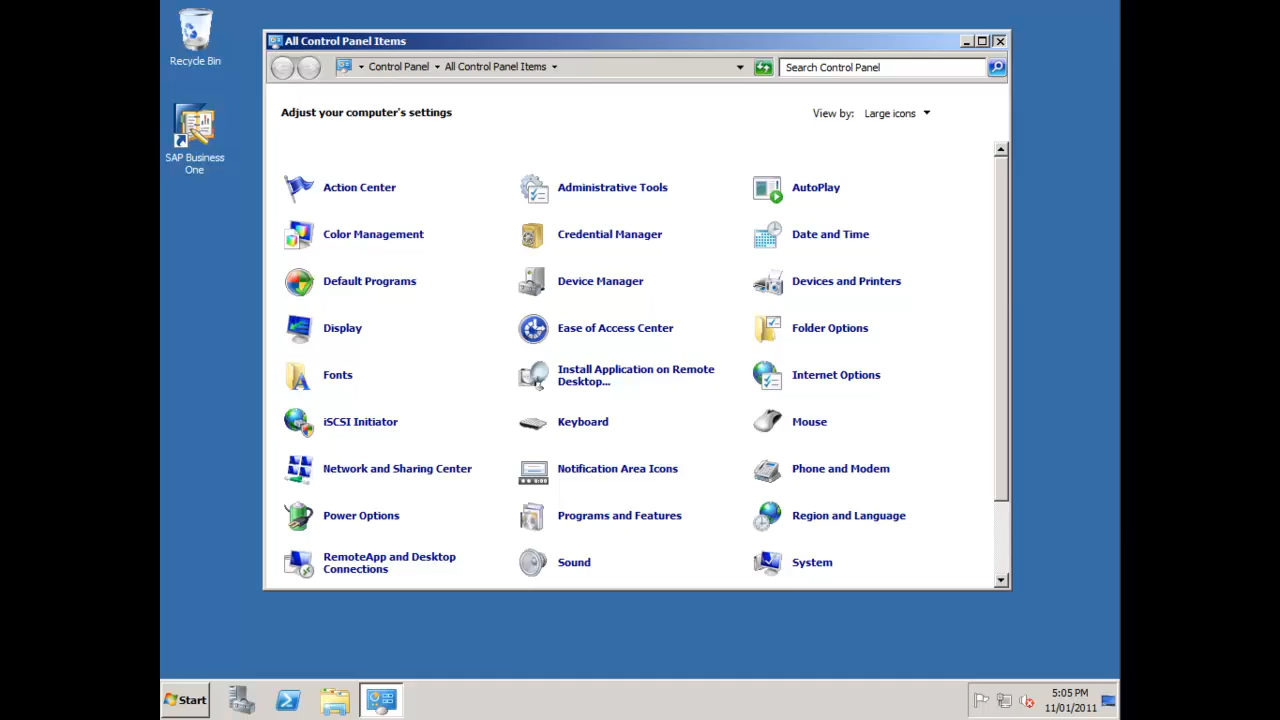 Recycle Bin
SAP Business
One
All Control Panel Items
Control Panel
All Control Panel Items
Search Control Panel
Adjust your computer's settings
View by:
Large icons
Action Center
Administrative Tools
AutoPlay
Color Management
Credential Manager
Date and Time
Default Programs
Device Manager
Devices and Printers
Display
Ease of Access Center
Folder Options
Fonts
Install Application on Remote
Desktop...
Internet Options
iSCSI Initiator
Keyboard
Mouse
Network and Sharing Center
Notification Area Icons
Phone and Modem
Power Options
Programs and Features
Region and Language
RemoteApp and Desktop
Connections
Sound
System
Start
5:05 PM
11/01/2011